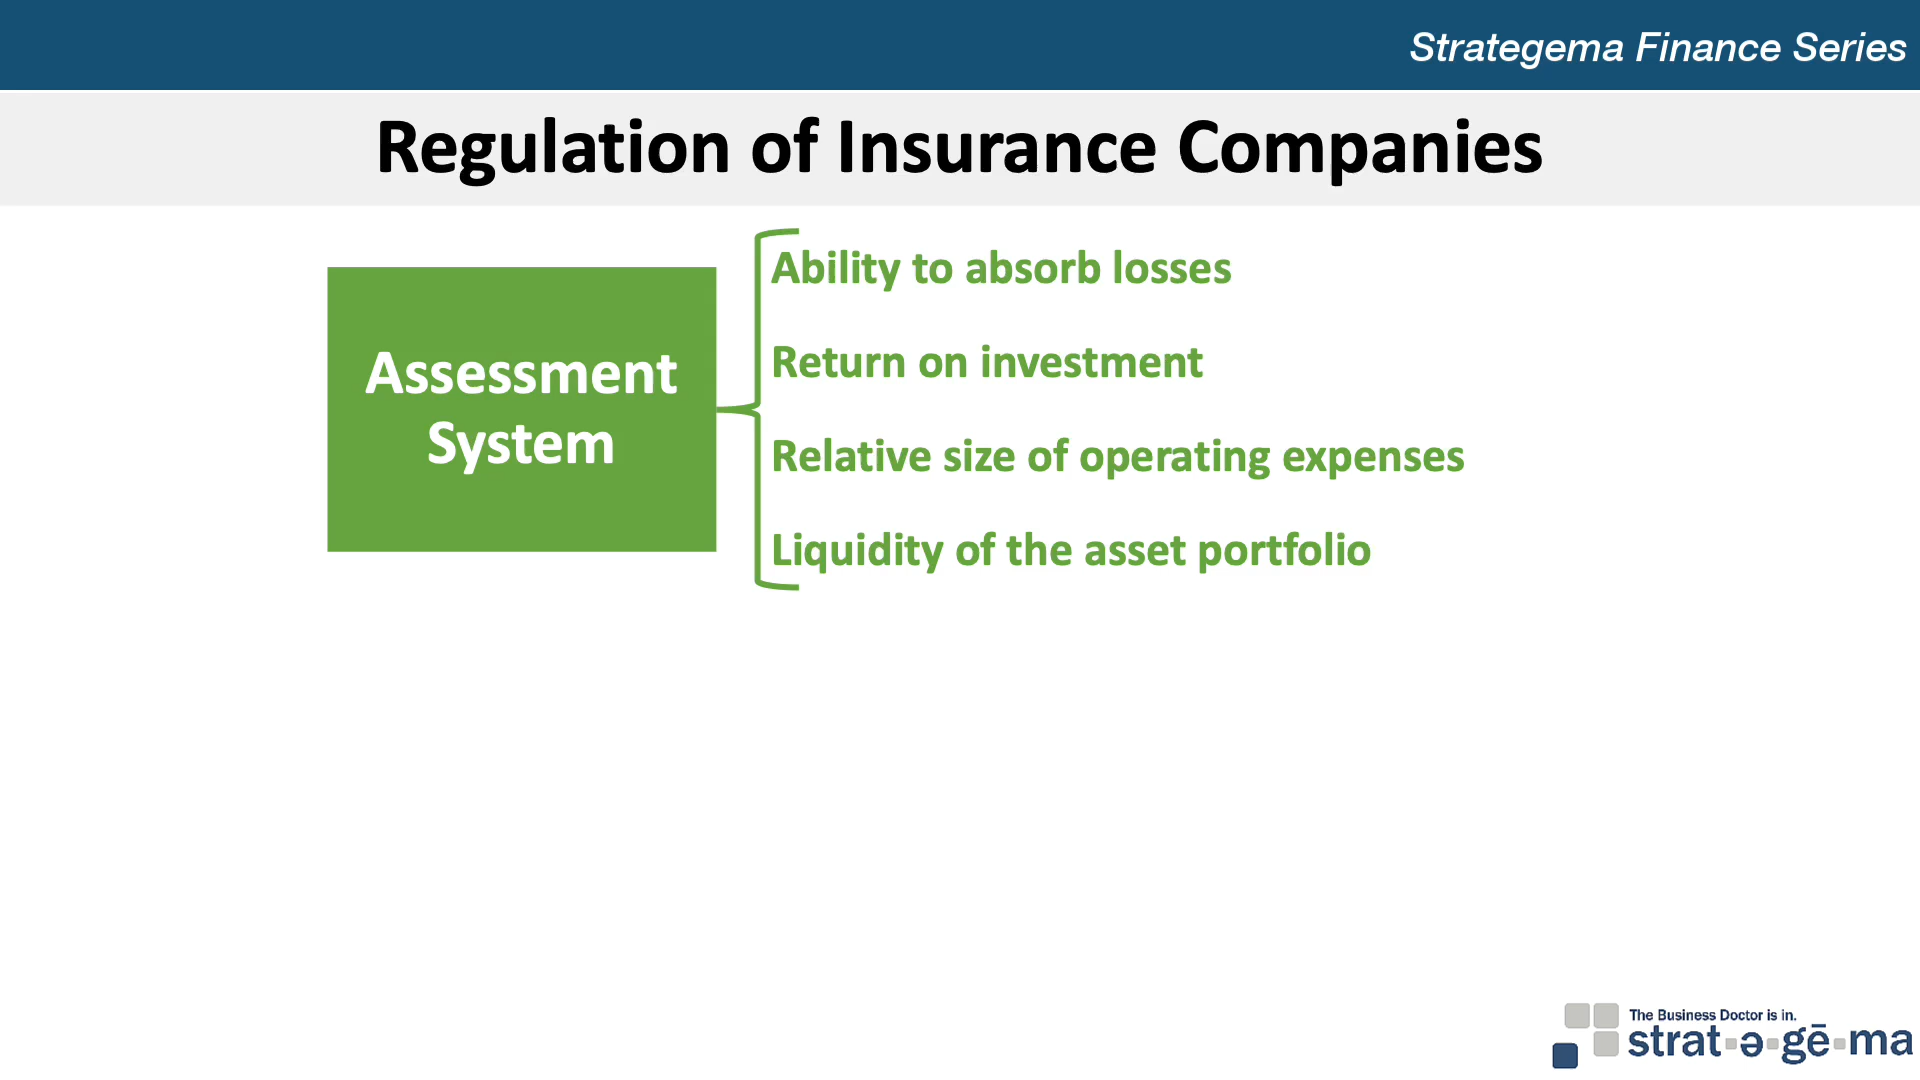 Strategema Finance Series
Regulation of Insurance Companies
Assessment
System
Ability to absorb losses
Return on investment
Relative size of operating expenses
Liquidity of the asset portfolio
The Business Doctor is in.
strat▪ə▪gē▪ma